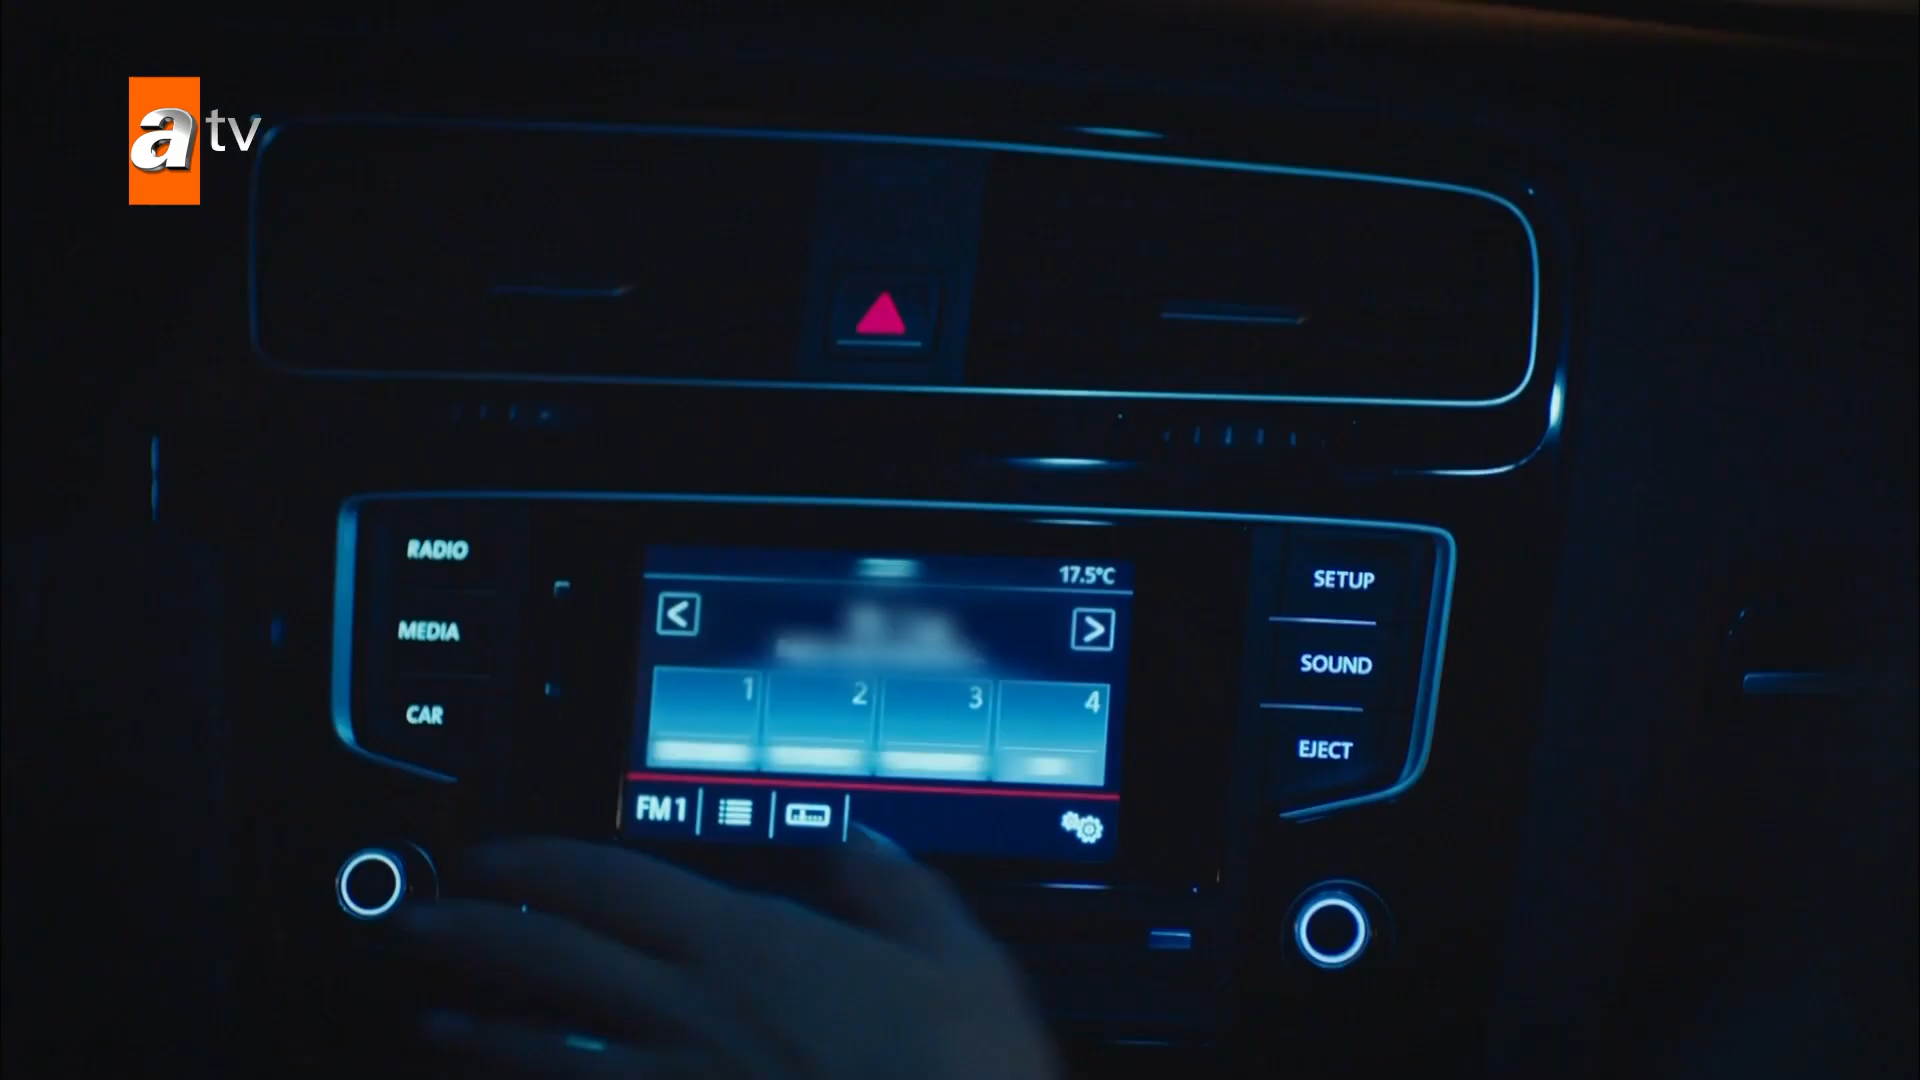 atv
RADIO
MEDIA
CAR
17.5°C
<
>
1 2 3 4
FM1
SETUP
SOUND
EJECT